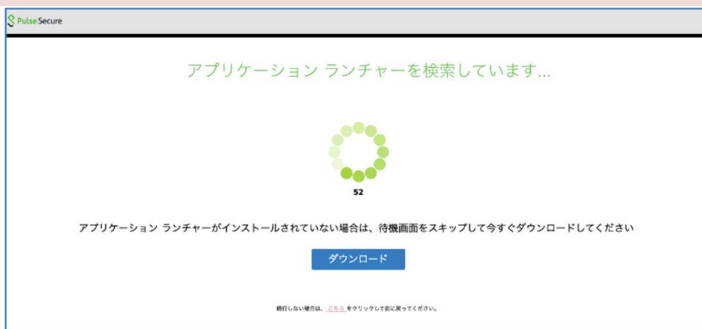 Pulse Secure
アプリケーション ランチャーを検索しています...
52
アプリケーション ランチャーがインストールされていない場合は、待機画面をスキップして今すぐダウンロードしてください
ダウンロード
続行しない場合は、こちら をクリックして前に戻ってください。